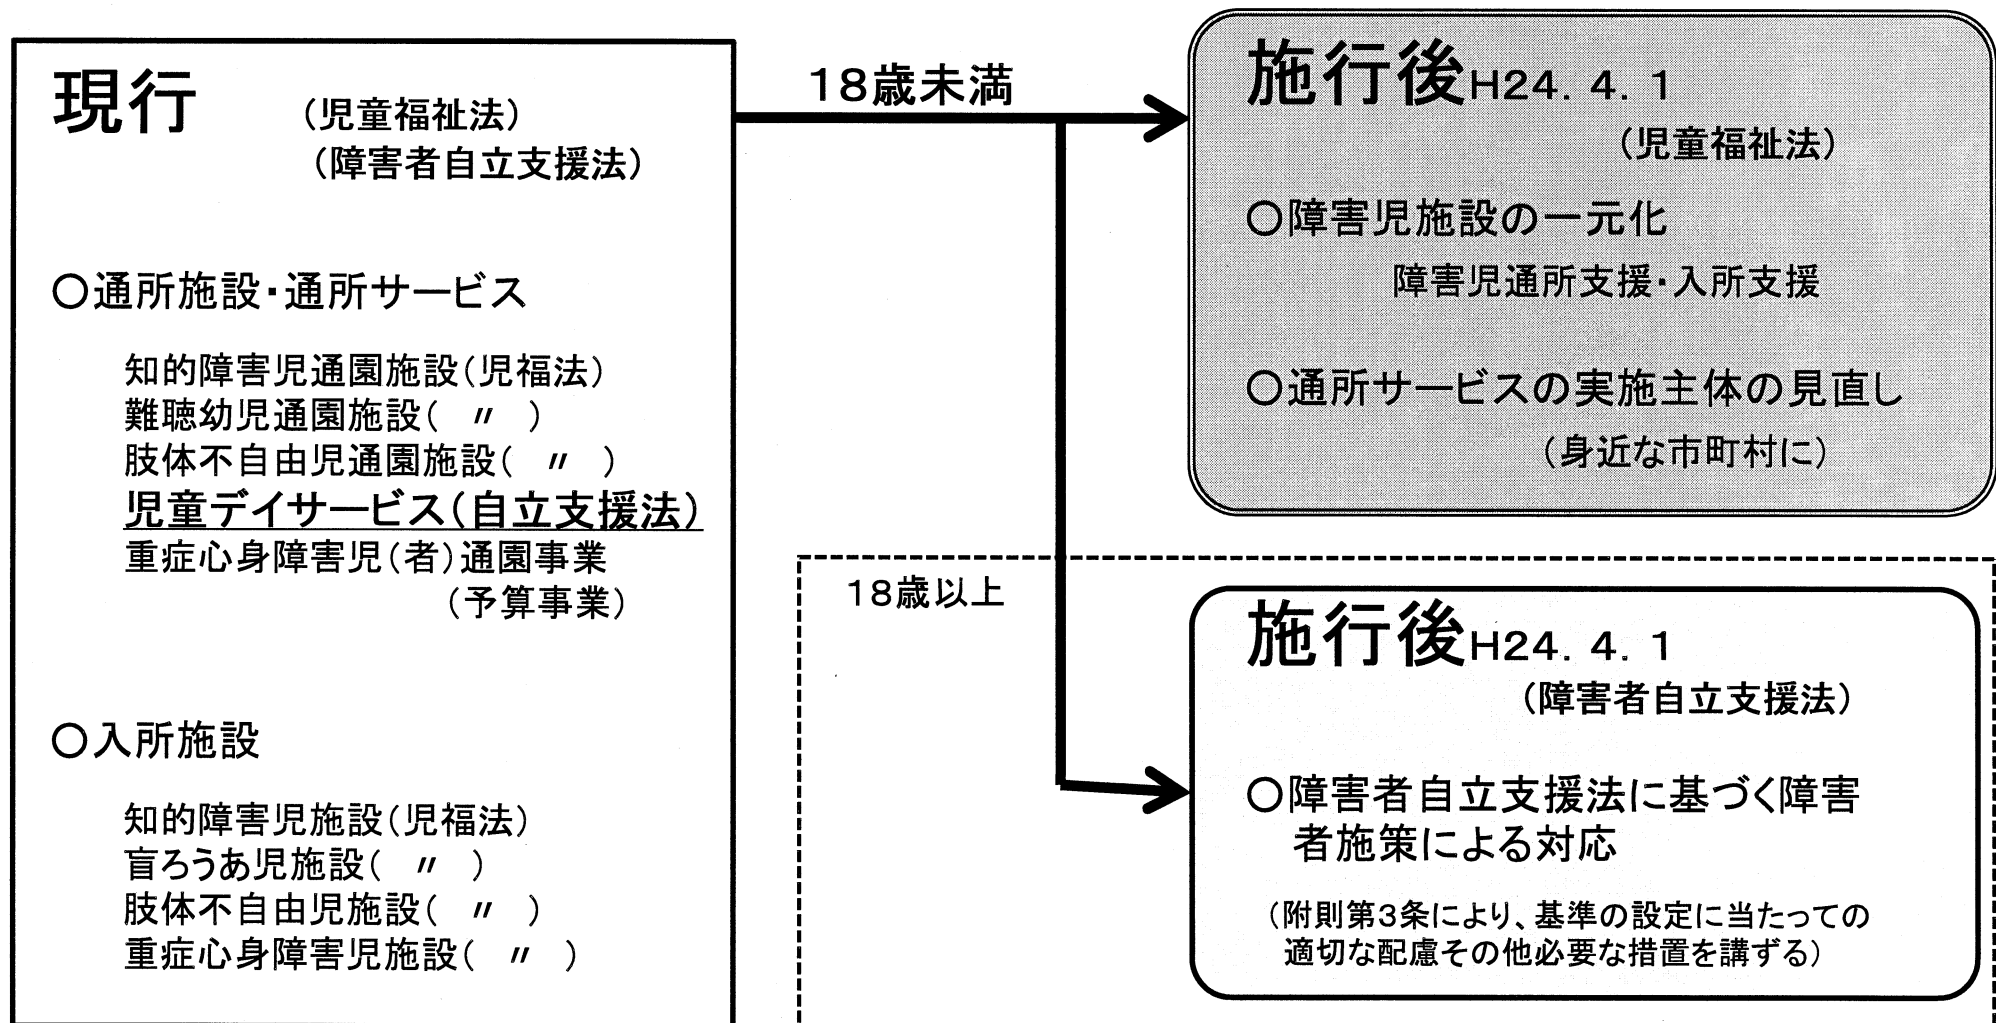 現行
(児童福祉法)
(障害者自立支援法)
○通所施設・通所サービス
知的障害児通園施設(児福法)
難聴幼児通園施設( 〃 )
肢体不自由児通園施設( 〃 )
児童デイサービス(自立支援法)
重症心身障害児(者)通園事業
(予算事業)
○入所施設
知的障害児施設(児福法)
盲ろうあ児施設( 〃 )
肢体不自由児施設( 〃 )
重症心身障害児施設( 〃 )
18歳未満
施行後H24.4.1
(児童福祉法)
○障害児施設の一元化
障害児通所支援・入所支援
○通所サービスの実施主体の見直し
(身近な市町村に)
18歳以上
施行後H24.4.1
(障害者自立支援法)
○障害者自立支援法に基づく障害
者施策による対応
(附則第3条により、基準の設定に当たっての
適切な配慮その他必要な措置を講ずる)